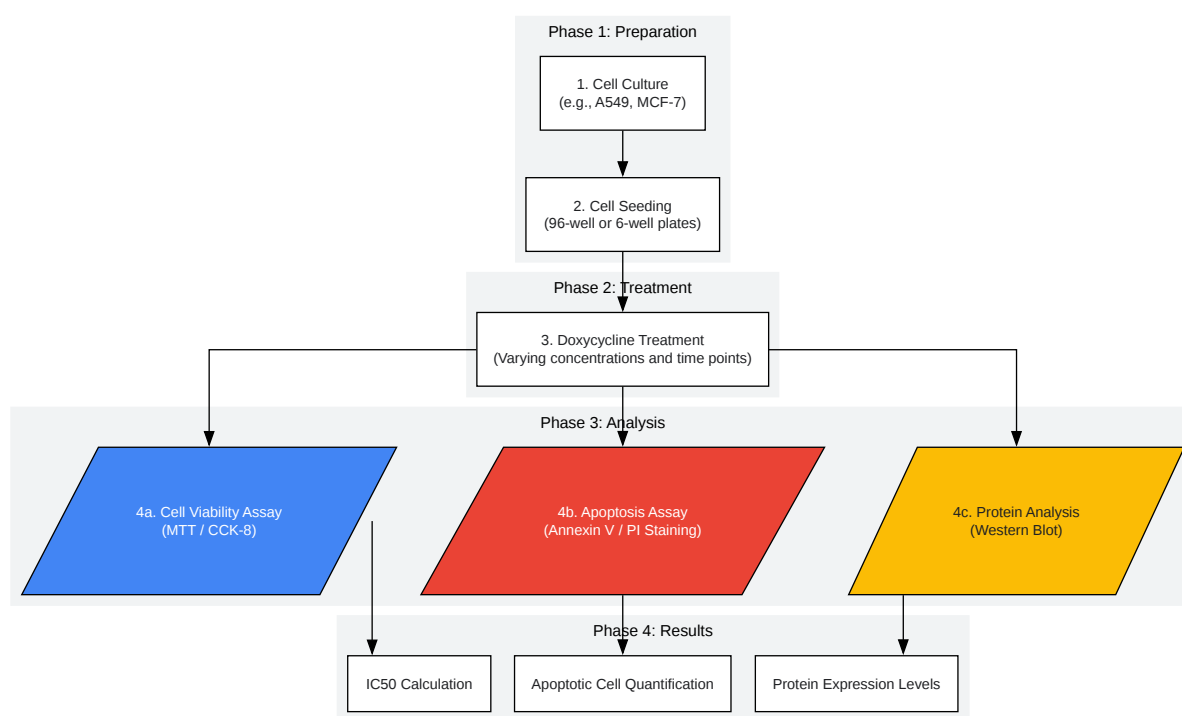 Phase 1: Preparation
1. Cell Culture
(e.g., A549, MCF-7)
2. Cell Seeding
(96-well or 6-well plates)
Phase 2: Treatment
3. Doxycycline Treatment
(Varying concentrations and time points)
Phase 3: Analysis
4a. Cell Viability Assay
(MTT / CCK-8)
4b. Apoptosis Assay
(Annexin V / PI Staining)
4c. Protein Analysis
(Western Blot)
Phase 4: Results
IC50 Calculation
Apoptotic Cell Quantification
Protein Expression Levels